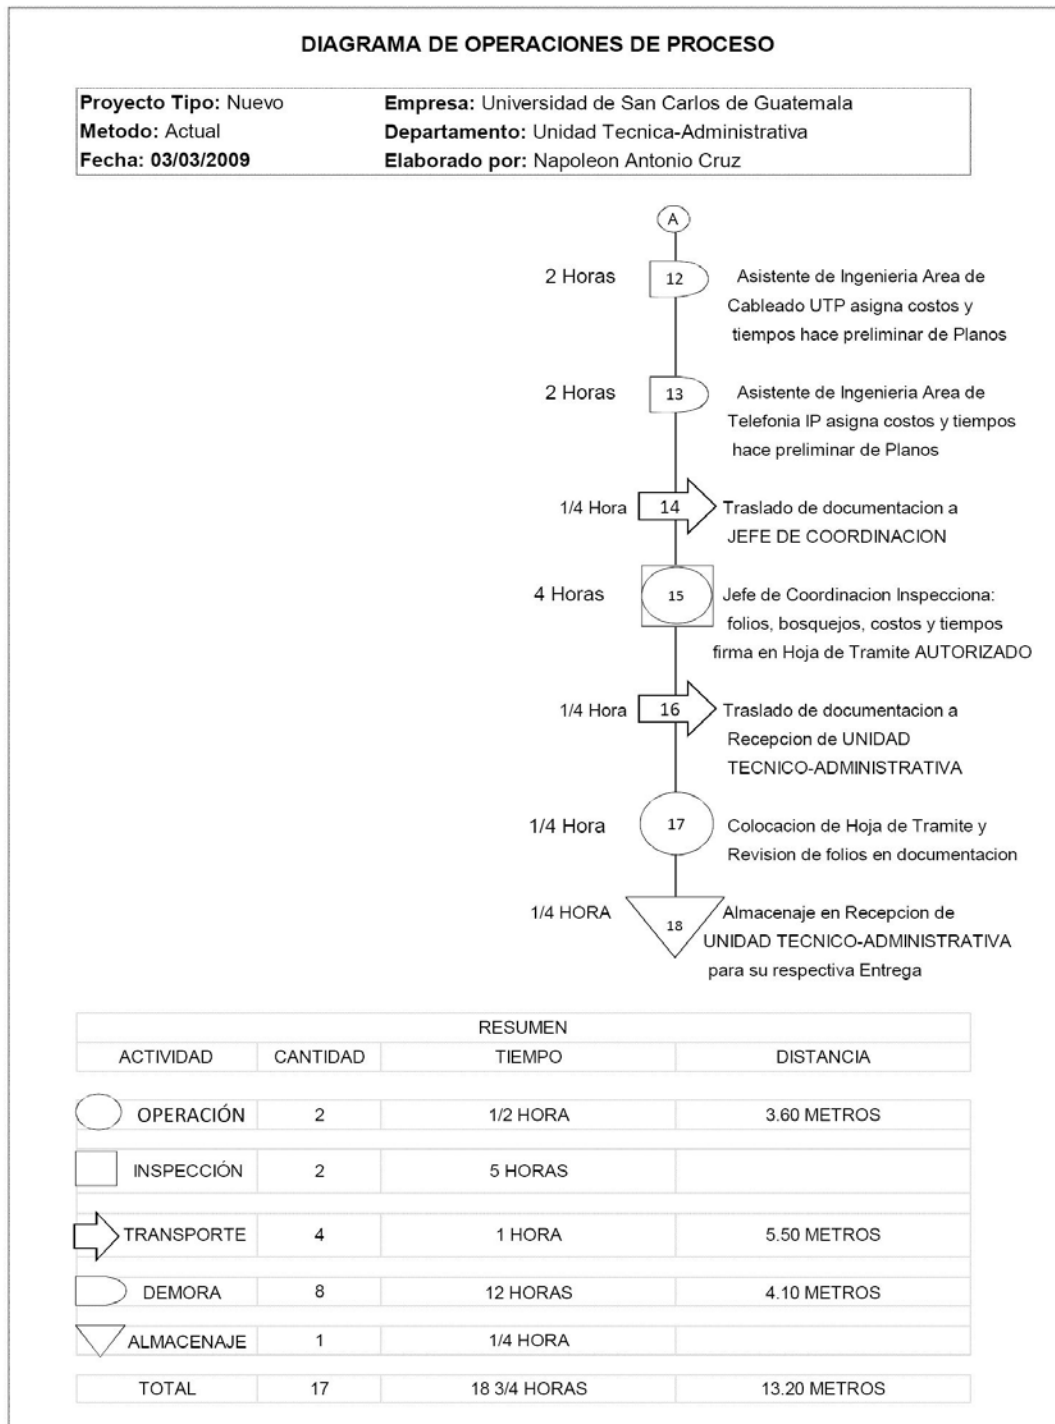 DIAGRAMA DE OPERACIONES DE PROCESO
Proyecto Tipo: Nuevo Empresa: Universidad de San Carlos de Guatemala
Metodo: Actual Departamento: Unidad Tecnica-Administrativa
Fecha: 03/03/2009 Elaborado por: Napoleon Antonio Cruz
A
2 Horas 12 Asistente de Ingenieria Area de
Cableado UTP asigna costos y
tiempos hace preliminar de Planos
2 Horas 13 Asistente de Ingenieria Area de
Telefonia IP asigna costos y tiempos
hace preliminar de Planos
1/4 Hora 14 Traslado de documentacion a
JEFE DE COORDINACION
4 Horas 15 Jefe de Coordinacion Inspecciona:
folios, bosquejos, costos y tiempos
firma en Hoja de Tramite AUTORIZADO
1/4 Hora 16 Traslado de documentacion a
Recepcion de UNIDAD
TECNICO-ADMINISTRATIVA
1/4 Hora 17 Colocacion de Hoja de Tramite y
Revision de folios en documentacion
1/4 HORA 18 Almacenaje en Recepcion de
UNIDAD TECNICO-ADMINISTRATIVA
para su respectiva Entrega
RESUMEN
ACTIVIDAD CANTIDAD TIEMPO DISTANCIA
OPERACIÓN 2 1/2 HORA 3.60 METROS
INSPECCIÓN 2 5 HORAS
TRANSPORTE 4 1 HORA 5.50 METROS
DEMORA 8 12 HORAS 4.10 METROS
ALMACENAJE 1 1/4 HORA
TOTAL 17 18 3/4 HORAS 13.20 METROS